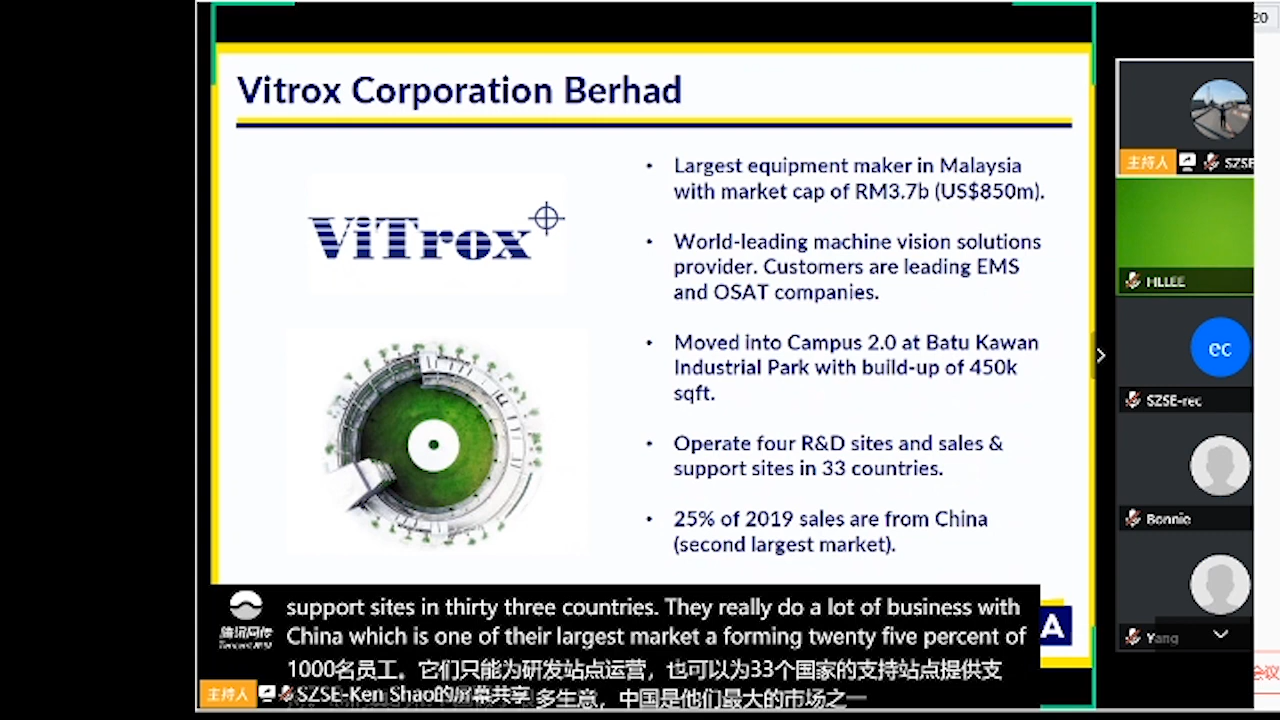 20
Vitrox Corporation Berhad
ViTrox
• Largest equipment maker in Malaysia
with market cap of RM3.7b (US$850m).
• World-leading machine vision solutions
provider. Customers are leading EMS
and OSAT companies.
• Moved into Campus 2.0 at Batu Kawan
Industrial Park with build-up of 450k
sqft.
• Operate four R&D sites and sales &
support sites in 33 countries.
• 25% of 2019 sales are from China
(second largest market).
A
主持人 SZSE
HLLEE
ec
SZSE-rec
Bonnie
Yang
会议
腾讯同传
support sites in thirty three countries. They really do a lot of business with
China which is one of their largest market a forming twenty five percent of
1000名员工。它们只能为研发站点运营，也可以为33个国家的支持站点提供支
多生意，中国是他们最大的市场之一
主持人 SZSE-Ken Shao的屏幕共享